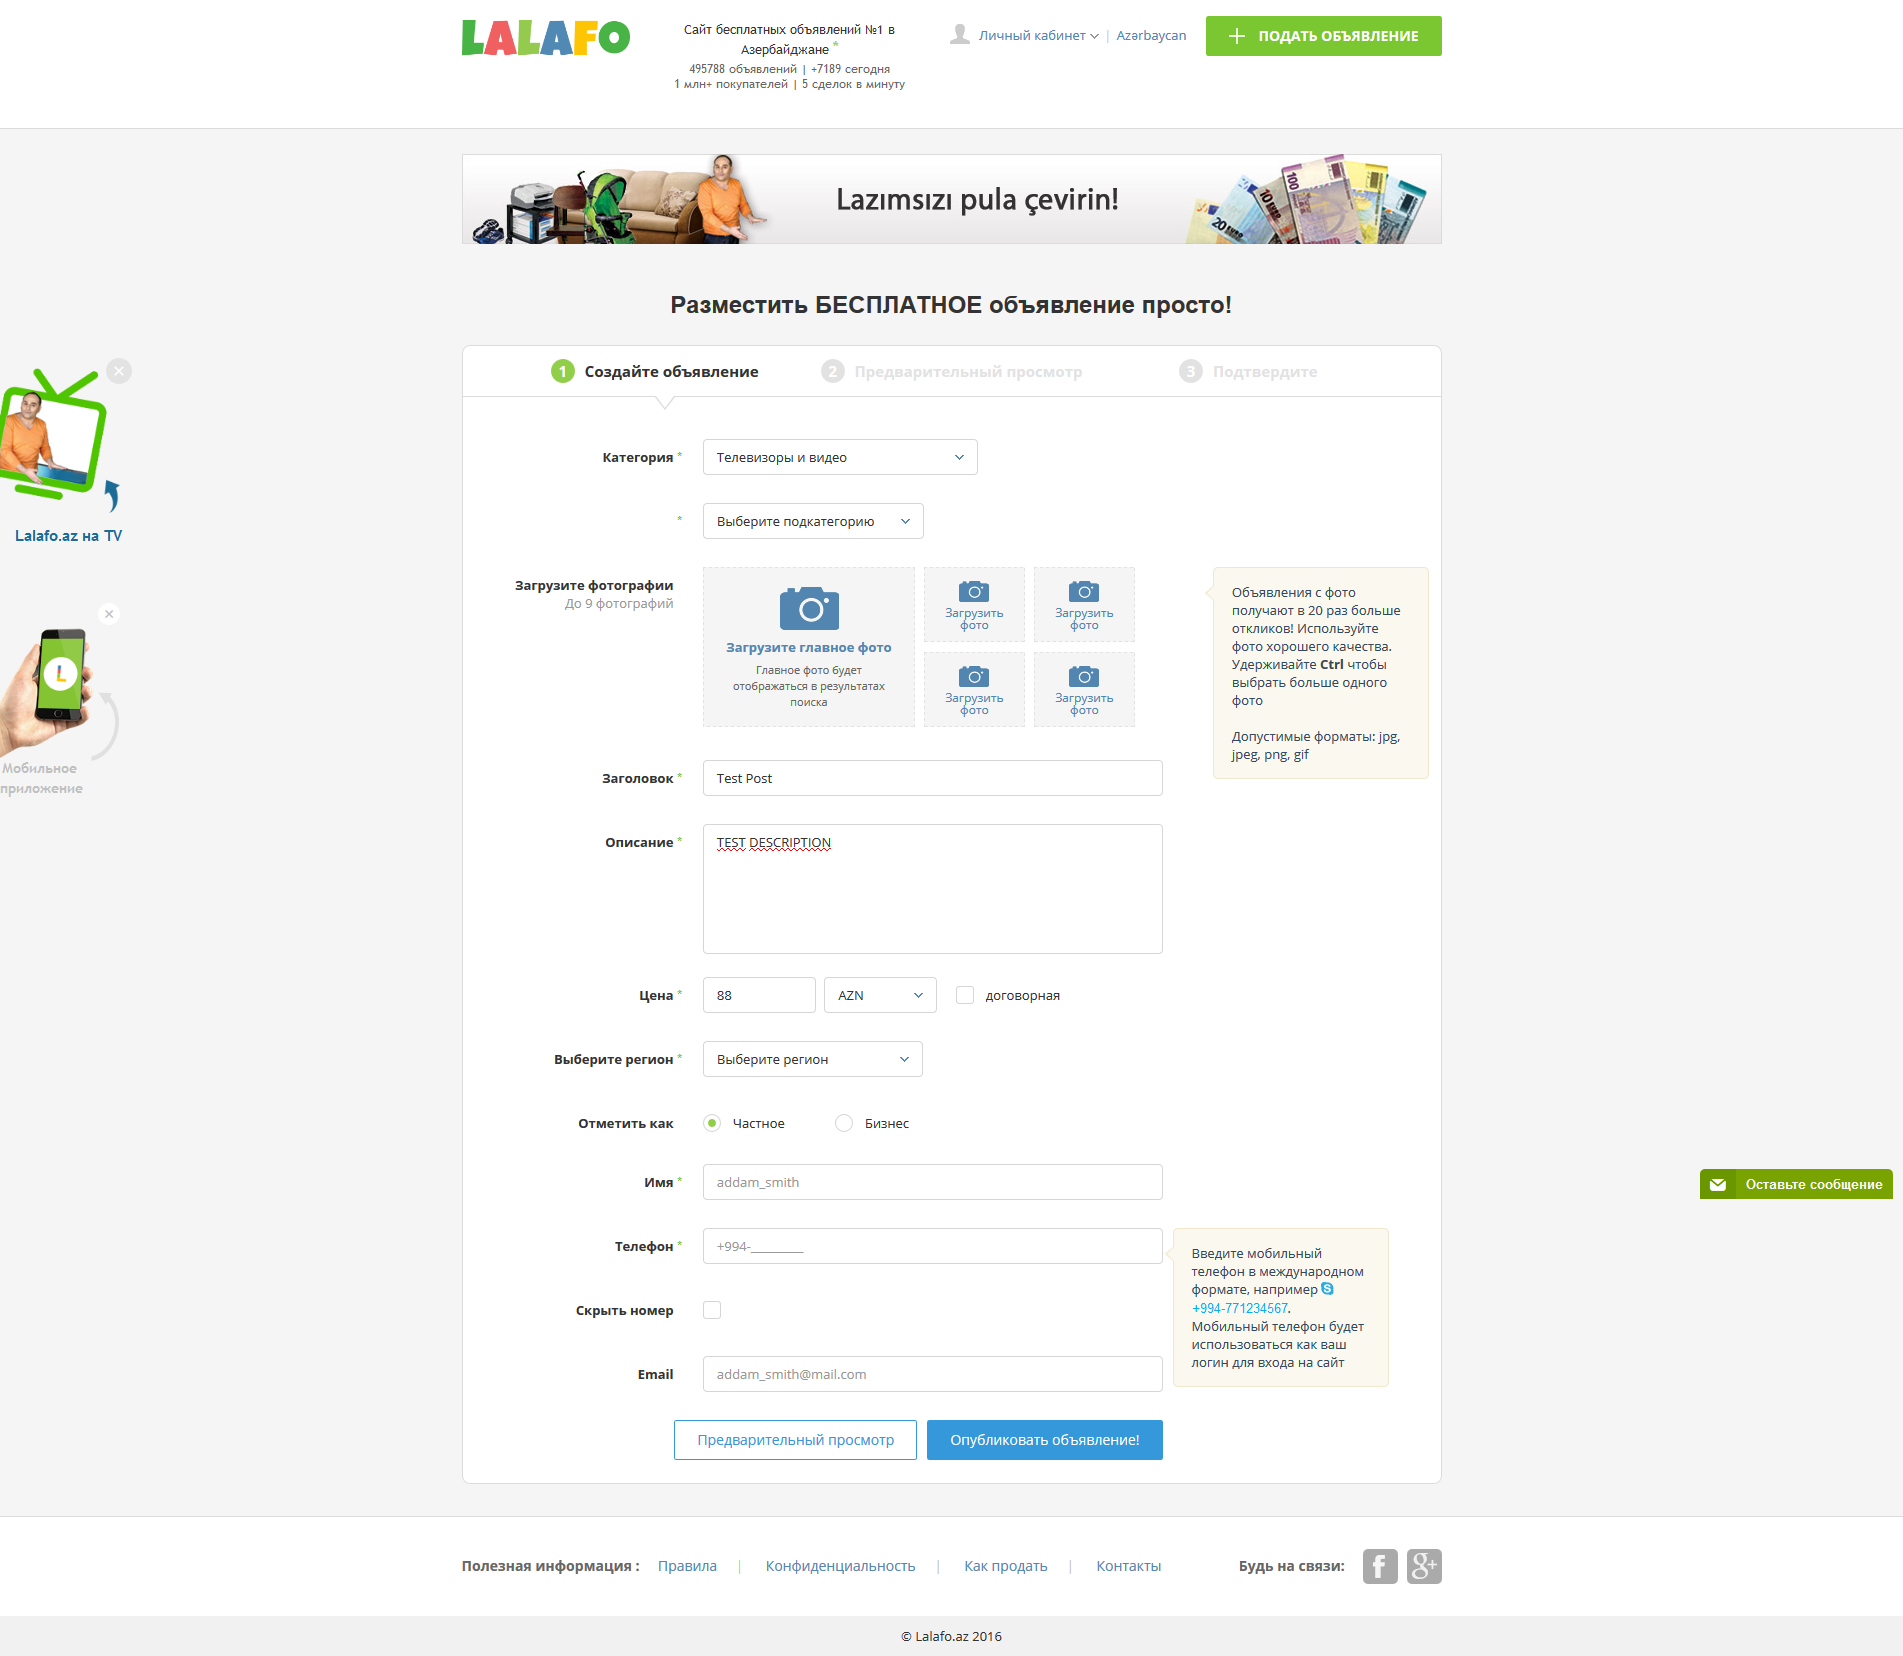 LALAFO
Сайт бесплатных объявлений №1 в
Азербайджане *
495788 объявлений | +7189 сегодня
1 млн+ покупателей | 5 сделок в минуту
Личный кабинет | Azərbaycan
ПОДАТЬ ОБЪЯВЛЕНИЕ
Lazımsızı pula çevirin!
20 EURO
10 EURO
100
Разместить БЕСПЛАТНОЕ объявление просто!
1 Создайте объявление
2 Предварительный просмотр
3 Подтвердите
Lalafo.az на TV
L
Мобильное
приложение
Категория *
Телевизоры и видео
*
Выберите подкатегорию
Загрузите фотографии
До 9 фотографий
Загрузите главное фото
Главное фото будет
отображаться в результатах
поиска
Загрузить
фото
Загрузить
фото
Загрузить
фото
Загрузить
фото
Объявления с фото
получают в 20 раз больше
откликов! Используйте
фото хорошего качества.
Удерживайте Ctrl чтобы
выбрать больше одного
фото
Допустимые форматы: jpg,
jpeg, png, gif
Заголовок *
Test Post
Описание *
TEST DESCRIPTION
Цена *
88
AZN
договорная
Выберите регион *
Выберите регион
Отметить как
Частное
Бизнес
Имя *
addam_smith
Телефон *
+994-_________
Введите мобильный
телефон в международном
формате, например
+994-771234567.
Мобильный телефон будет
использоваться как ваш
логин для входа на сайт
Скрыть номер
Email
addam_smith@mail.com
Предварительный просмотр
Опубликовать объявление!
Оставьте сообщение
Полезная информация : Правила | Конфиденциальность | Как продать | Контакты
Будь на связи:
f
g+
© Lalafo.az 2016